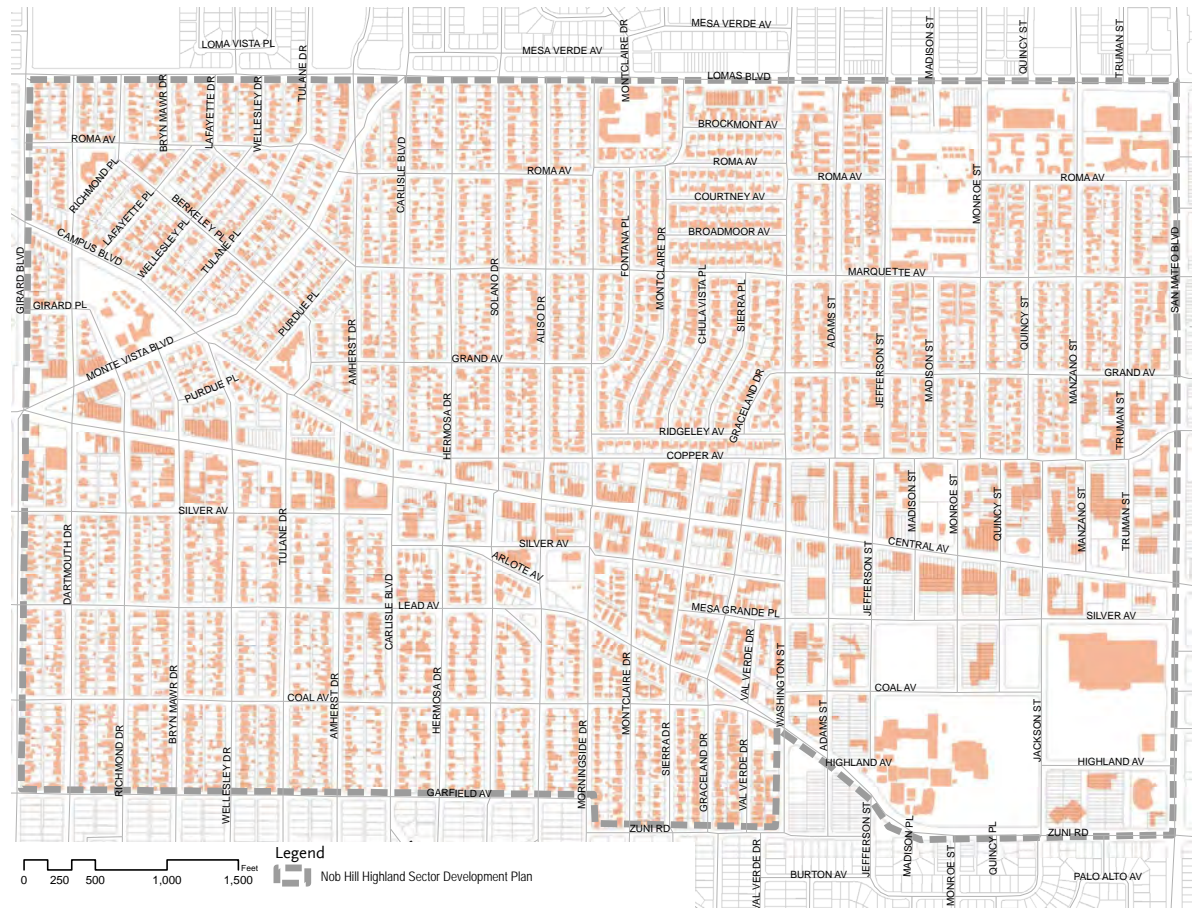 LOMA VISTA PL
MESA VERDE AV
MESA VERDE AV
TULANE DR
MONTCLAIRE DR
MADISON ST
QUINCY ST
TRUMAN ST
LOMAS BLVD
BRYN MAWR DR
LAFAYETTE DR
WELLESLEY DR
BROCKMONT AV
ROMA AV
ROMA AV
ROMA AV
ROMA AV
ROMA AV
CARLISLE BLVD
MONROE ST
RICHMOND PL
LAFAYETTE PL
BERKELEY PL
WELLESLEY PL
TULANE PL
COURTNEY AV
BROADMOOR AV
CAMPUS BLVD
FONTANA PL
MONTCLAIRE DR
GIRARD BLVD
SAN MATEO BLVD
MARQUETTE AV
SOLANO DR
ALISO DR
CHULA VISTA PL
SIERRA PL
GIRARD PL
PURDUE PL
ADAMS ST
QUINCY ST
MONTE VISTA BLVD
AMHERST DR
GRAND AV
JEFFERSON ST
MADISON ST
MANZANO ST
GRAND AV
PURDUE PL
GRACELAND DR
TRUMAN ST
HERMOSA DR
RIDGELEY AV
COPPER AV
SILVER AV
MADISON ST
MONROE ST
QUINCY ST
MANZANO ST
TRUMAN ST
TULANE DR
SILVER AV
CENTRAL AV
DARTMOUTH DR
ARLOTE AV
JEFFERSON ST
CARLISLE BLVD
LEAD AV
MESA GRANDE PL
SILVER AV
BRYN MAWR DR
COAL AV
AMHERST DR
HERMOSA DR
MONTCLAIRE DR
VAL VERDE DR
WASHINGTON ST
COAL AV
ADAMS ST
JACKSON ST
RICHMOND DR
WELLESLEY DR
GARFIELD AV
MORNINGSIDE DR
SIERRA DR
GRACELAND DR
VAL VERDE DR
HIGHLAND AV
HIGHLAND AV
ZUNI RD
ZUNI RD
JEFFERSON ST
MADISON PL
MONROE ST
QUINCY PL
VAL VERDE DR
BURTON AV
PALO ALTO AV
Legend
Nob Hill Highland Sector Development Plan
Feet
0 250 500 1,000 1,500